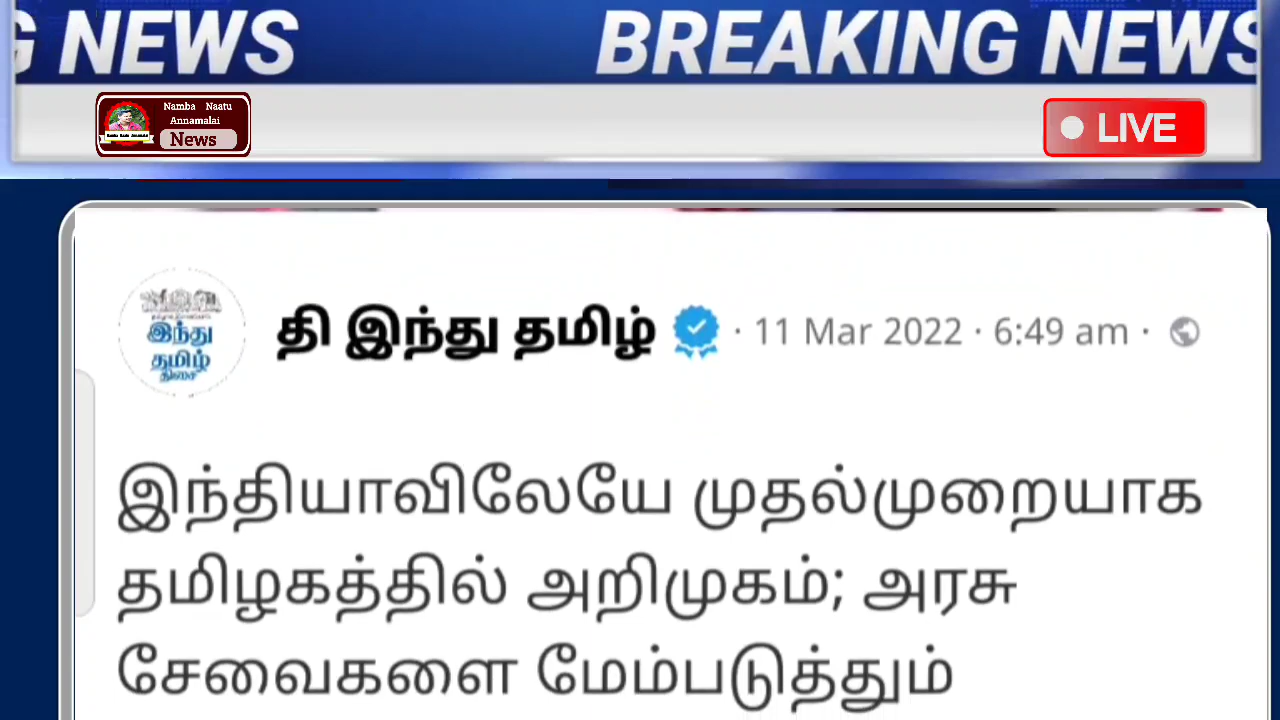 G NEWS BREAKING NEWS
Namba Naatu
Annamalai
News
LIVE
இந்து
தமிழ்
திசை
தி இந்து தமிழ் · 11 Mar 2022 · 6:49 am ·
இந்தியாவிலேயே முதல்முறையாக
தமிழகத்தில் அறிமுகம்; அரசு
சேவைகளை மேம்படுத்தும்